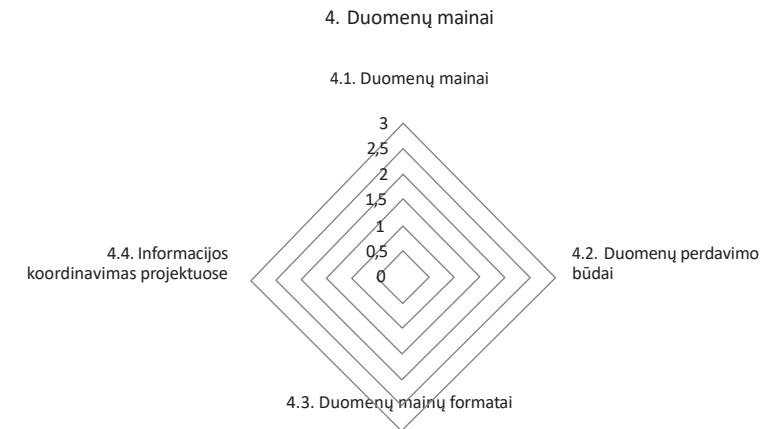 4. Duomenų mainai
4.1. Duomenų mainai
3
2,5
2
1,5
1
0,5
0
4.4. Informacijos
koordinavimas projektuose
4.2. Duomenų perdavimo
būdai
4.3. Duomenų mainų formatai